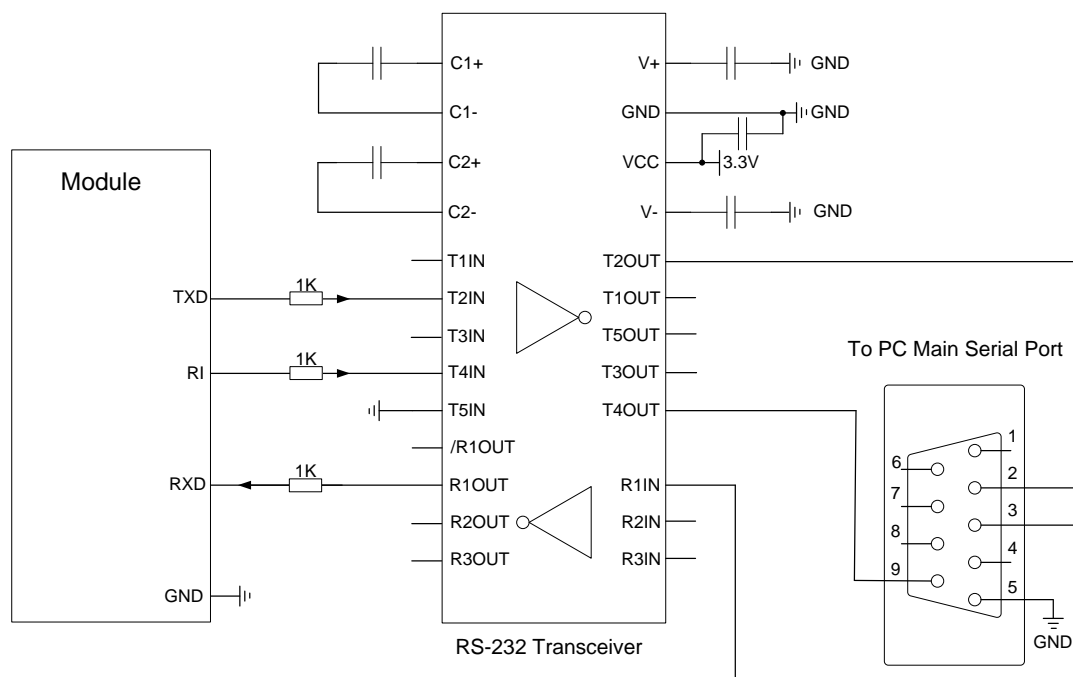 Module
TXD
RI
RXD
GND
1K
1K
1K
C1+
C1-
C2+
C2-
T1IN
T2IN
T3IN
T4IN
T5IN
/R1OUT
R1OUT
R2OUT
R3OUT
V+
GND
VCC
V-
T2OUT
T1OUT
T5OUT
T3OUT
T4OUT
R1IN
R2IN
R3IN
GND
GND
3.3V
GND
RS-232 Transceiver
To PC Main Serial Port
1
6
2
7
3
8
4
9
5
GND